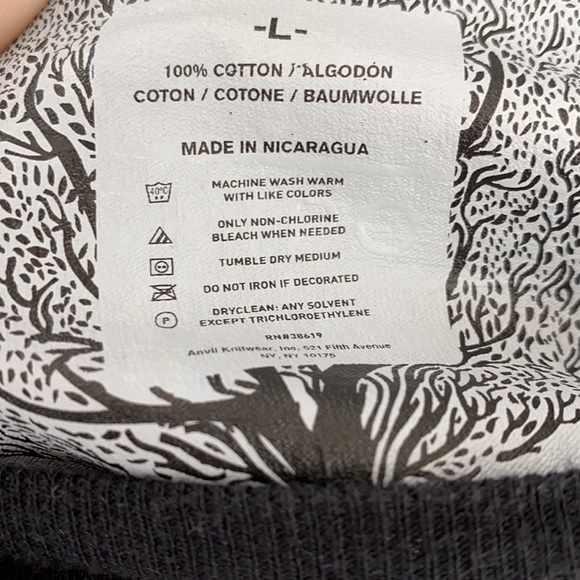 -L-
100% COTTON / ALGODÓN
COTON / COTONE / BAUMWOLLE
MADE IN NICARAGUA
40°C
MACHINE WASH WARM
WITH LIKE COLORS
ONLY NON-CHLORINE
BLEACH WHEN NEEDED
TUMBLE DRY MEDIUM
DO NOT IRON IF DECORATED
P
DRYCLEAN: ANY SOLVENT
EXCEPT TRICHLOROETHYLENE
RN#38619
Anvil Knitwear, Inc. 521 Fifth Avenue
NY, NY 10175